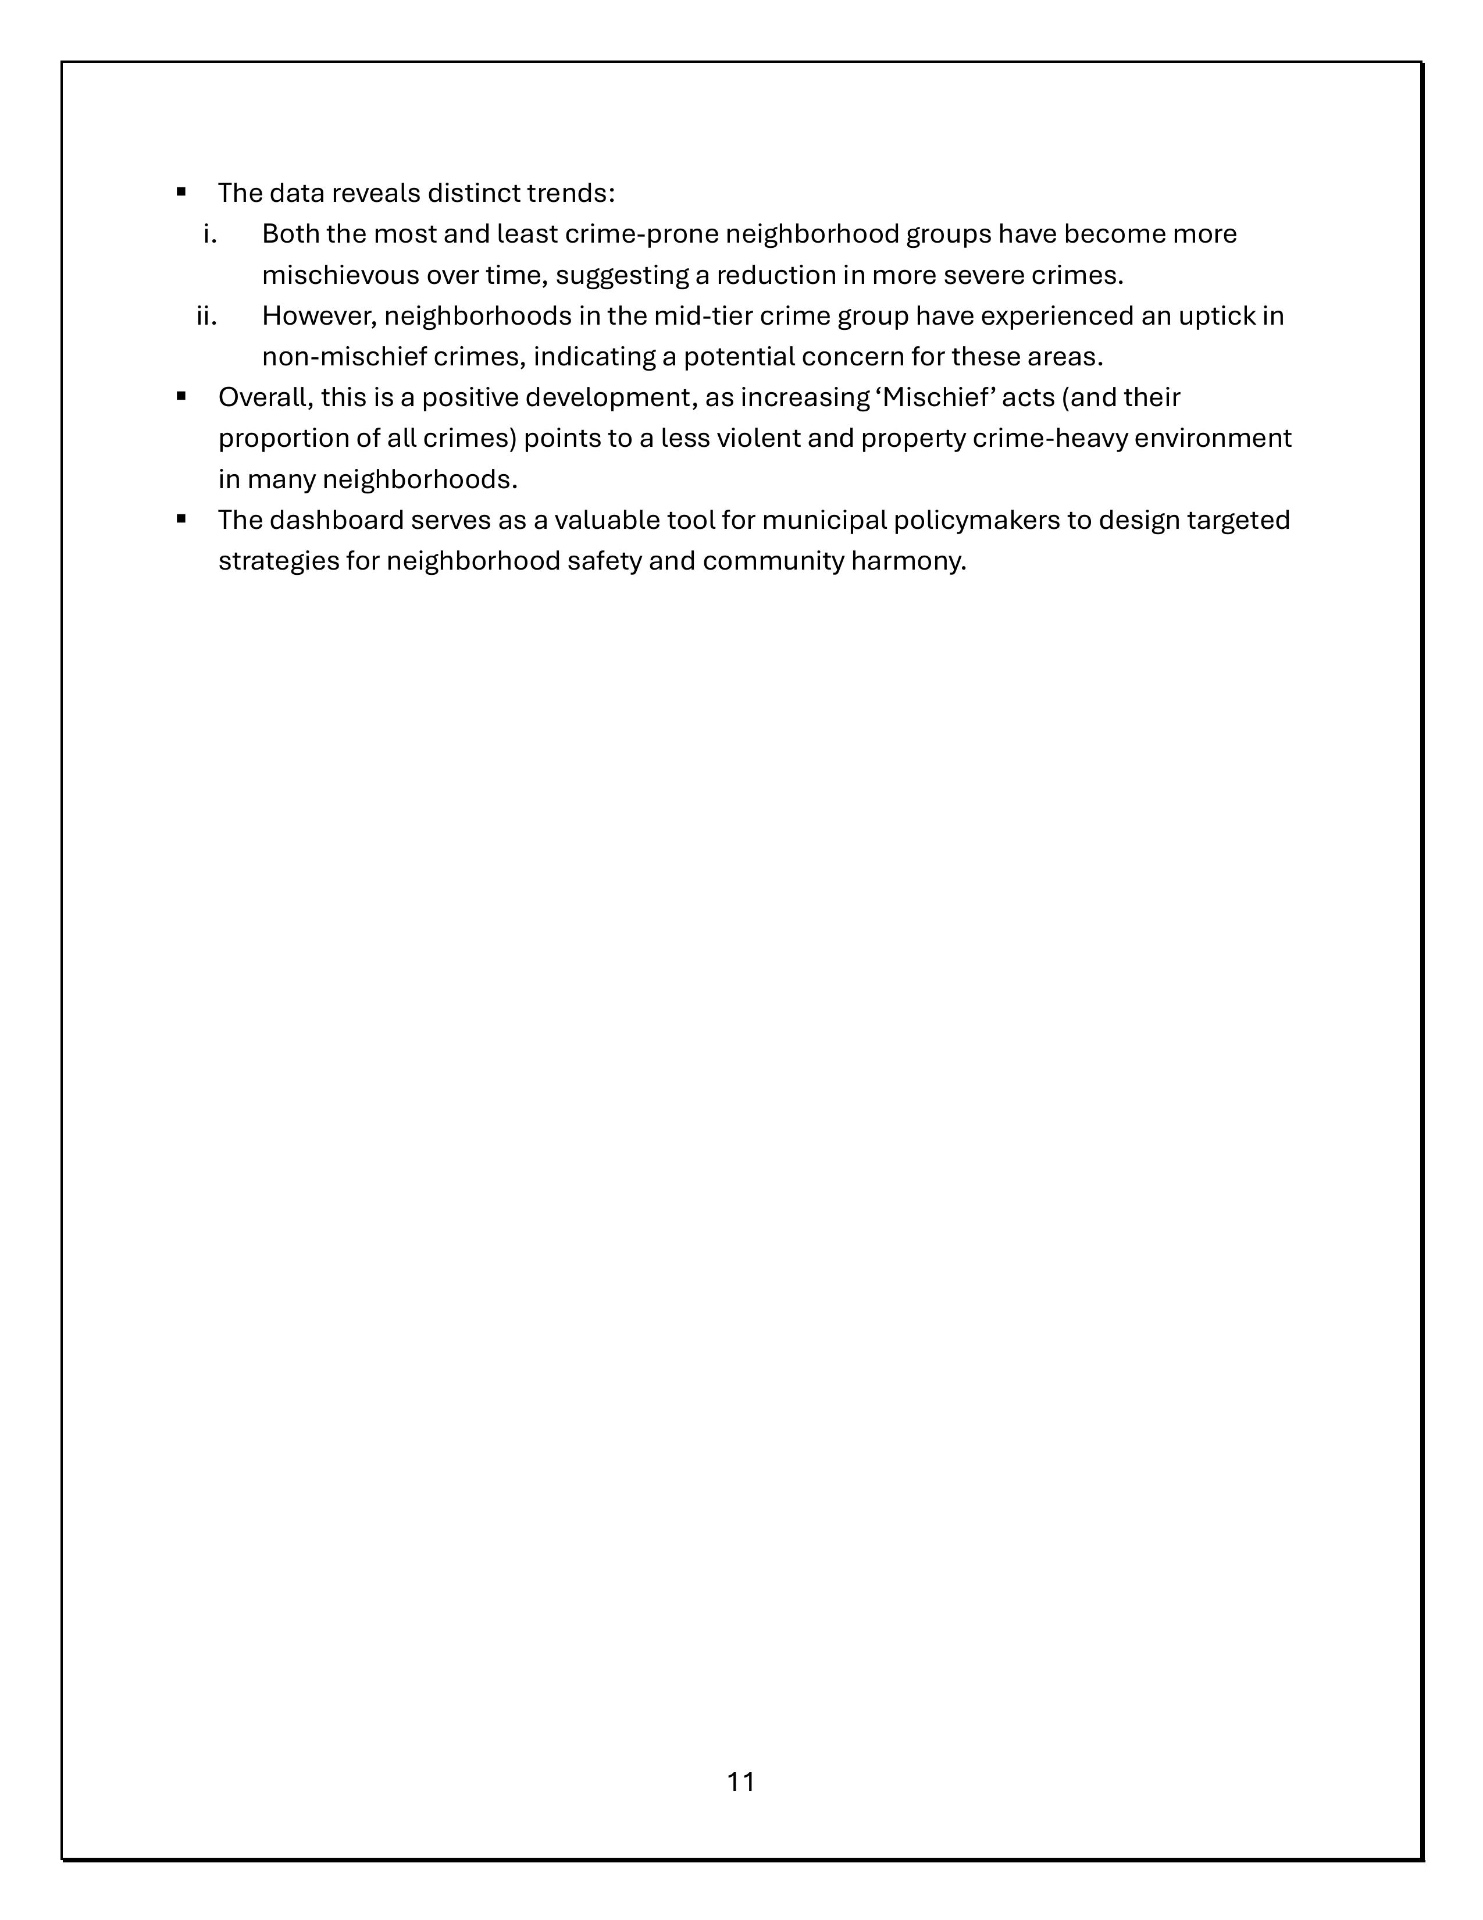 ▪ The data reveals distinct trends:
i. Both the most and least crime-prone neighborhood groups have become more
mischievous over time, suggesting a reduction in more severe crimes.
ii. However, neighborhoods in the mid-tier crime group have experienced an uptick in
non-mischief crimes, indicating a potential concern for these areas.
▪ Overall, this is a positive development, as increasing ‘Mischief’ acts (and their
proportion of all crimes) points to a less violent and property crime-heavy environment
in many neighborhoods.
▪ The dashboard serves as a valuable tool for municipal policymakers to design targeted
strategies for neighborhood safety and community harmony.
11